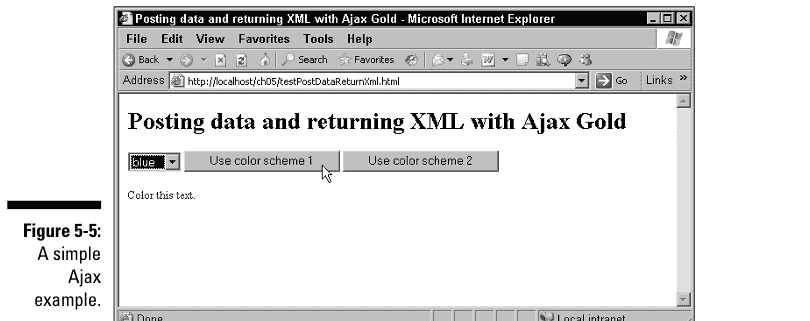 Posting data and returning XML with Ajax Gold - Microsoft Internet Explorer
File Edit View Favorites Tools Help
Back Search Favorites
Address http://localhost/ch05/testPostDataReturnXml.html Go Links »
Posting data and returning XML with Ajax Gold
blue Use color scheme 1 Use color scheme 2
Color this text.
Figure 5-5:
A simple
Ajax
example.
Done Local intranet